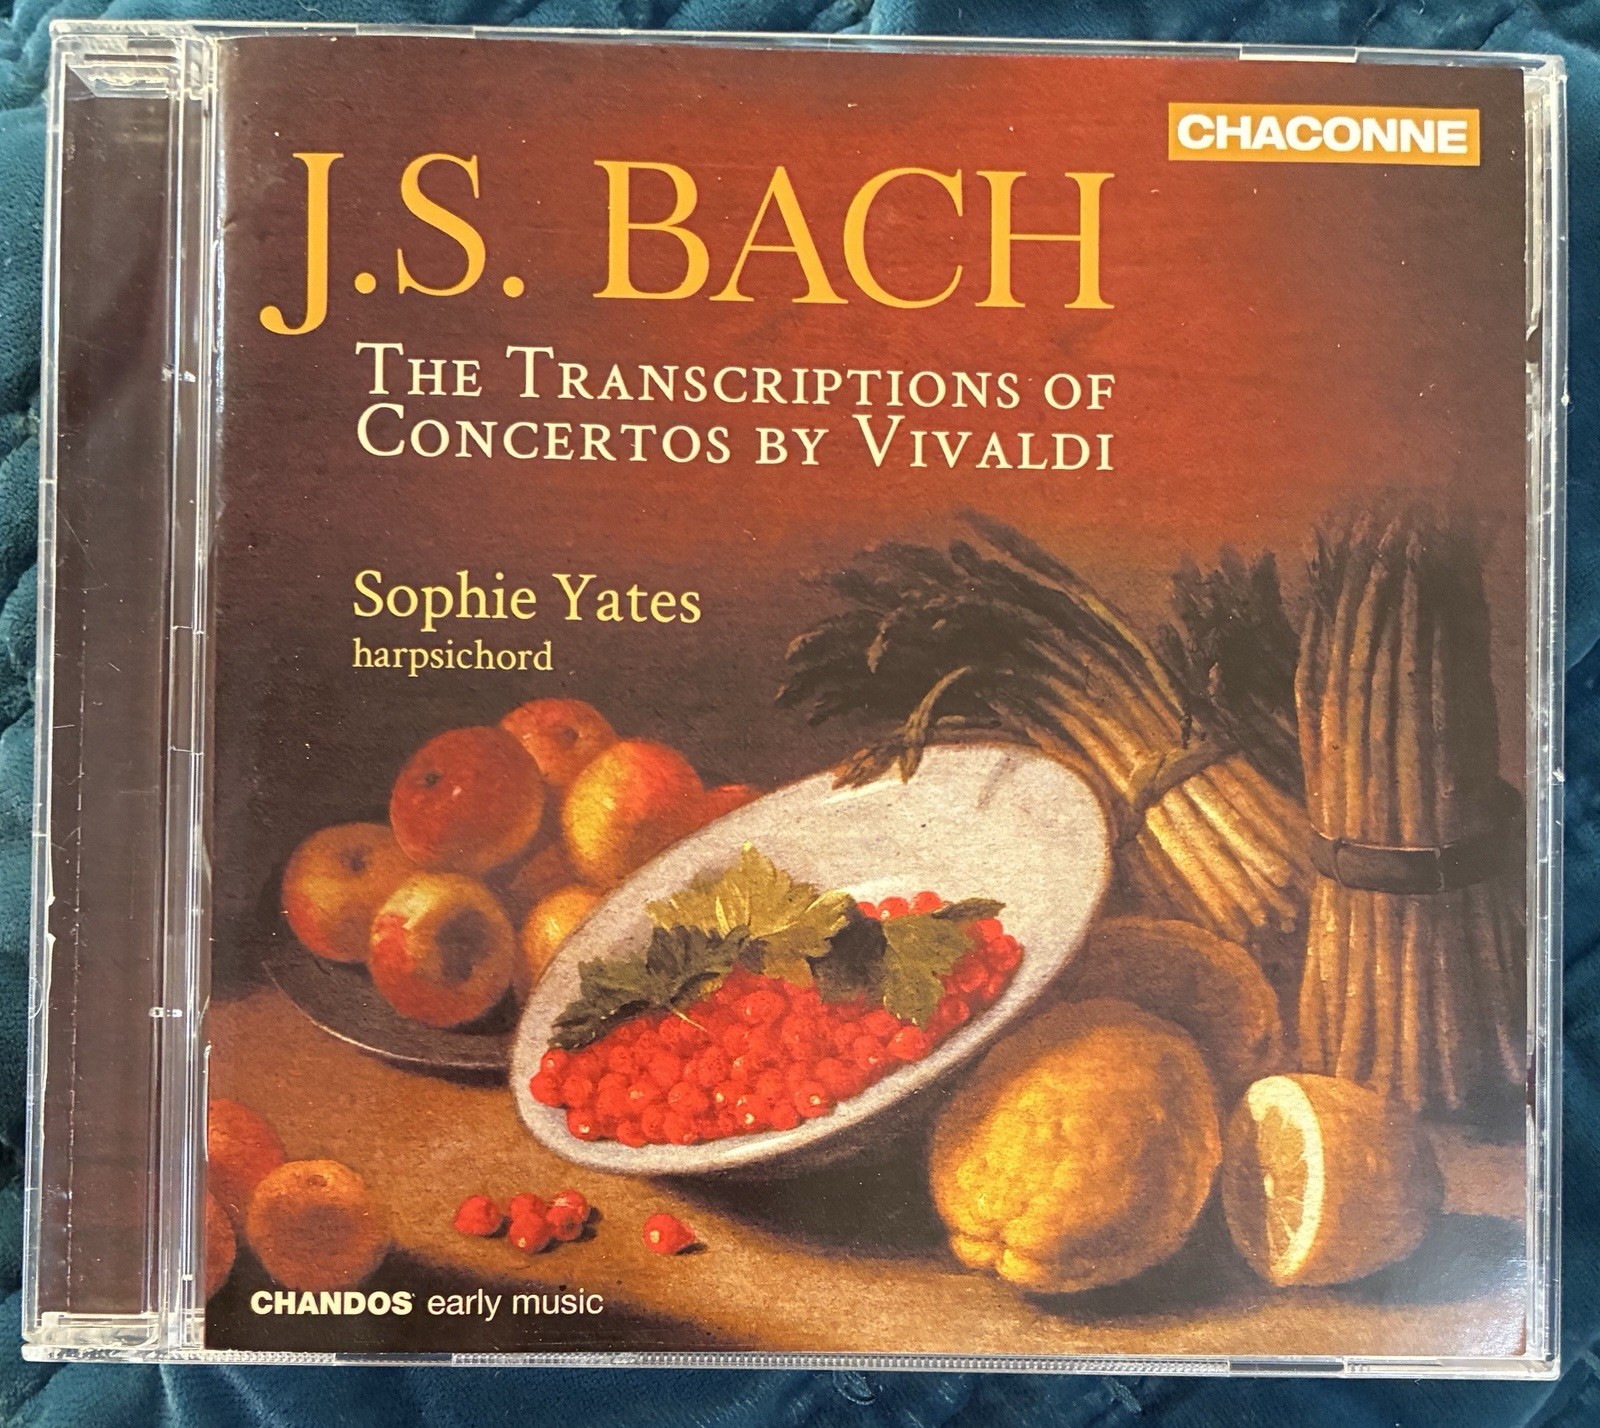 CHACONNE
J.S. BACH
THE TRANSCRIPTIONS OF
CONCERTOS BY VIVALDI
Sophie Yates
harpsichord
CHANDOS early music